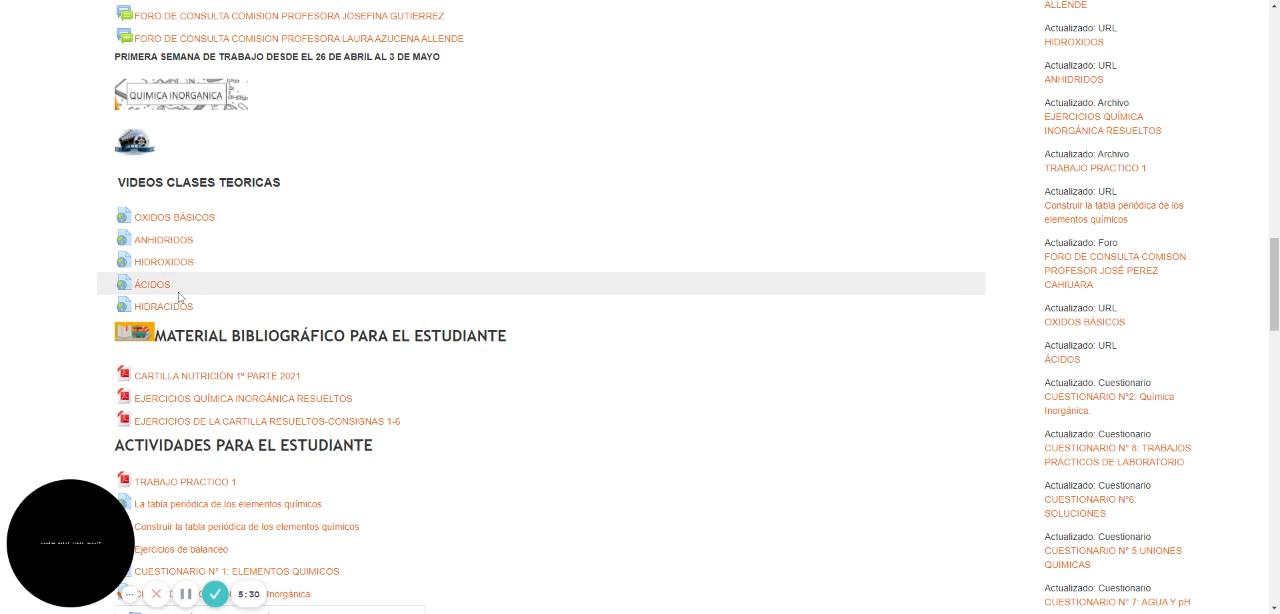 FORO DE CONSULTA COMISION PROFESORA JOSEFINA GUTIERREZ
FORO DE CONSULTA COMISION PROFESORA LAURA AZUCENA ALLENDE
PRIMERA SEMANA DE TRABAJO DESDE EL 26 DE ABRIL AL 3 DE MAYO
QUIMICA INORGANICA
VIDEOS CLASES TEORICAS
OXIDOS BÁSICOS
ANHIDRIDOS
HIDROXIDOS
ÁCIDOS
HIDRACIDOS
MATERIAL BIBLIOGRÁFICO PARA EL ESTUDIANTE
CARTILLA NUTRICIÓN 1º PARTE 2021
EJERCICIOS QUÍMICA INORGÁNICA RESUELTOS
EJERCICIOS DE LA CARTILLA RESUELTOS-CONSIGNAS 1-6
ACTIVIDADES PARA EL ESTUDIANTE
TRABAJO PRACTICO 1
La tabla periódica de los elementos químicos
Construir la tabla periódica de los elementos químicos
Ejercicios de balanceo
CUESTIONARIO N° 1: ELEMENTOS QUIMICOS
Inorgánica.
5:30
ALLENDE
Actualizado: URL
HIDROXIDOS
Actualizado: URL
ANHIDRIDOS
Actualizado: Archivo
EJERCICIOS QUÍMICA
INORGÁNICA RESUELTOS
Actualizado: Archivo
TRABAJO PRACTICO 1
Actualizado: URL
Construir la tabla periódica de los
elementos químicos
Actualizado: Foro
FORO DE CONSULTA COMISON
PROFESOR JOSÉ PEREZ
CAHIUARA
Actualizado: URL
OXIDOS BÁSICOS
Actualizado: URL
ÁCIDOS
Actualizado: Cuestionario
CUESTIONARIO N°2: Química
Inorgánica.
Actualizado: Cuestionario
CUESTIONARIO N° 8: TRABAJOS
PRÁCTICOS DE LABORATORIO
Actualizado: Cuestionario
CUESTIONARIO N°6:
SOLUCIONES
Actualizado: Cuestionario
CUESTIONARIO N° 5:UNIONES
QUIMICAS
Actualizado: Cuestionario
CUESTIONARIO N° 7: AGUA Y pH